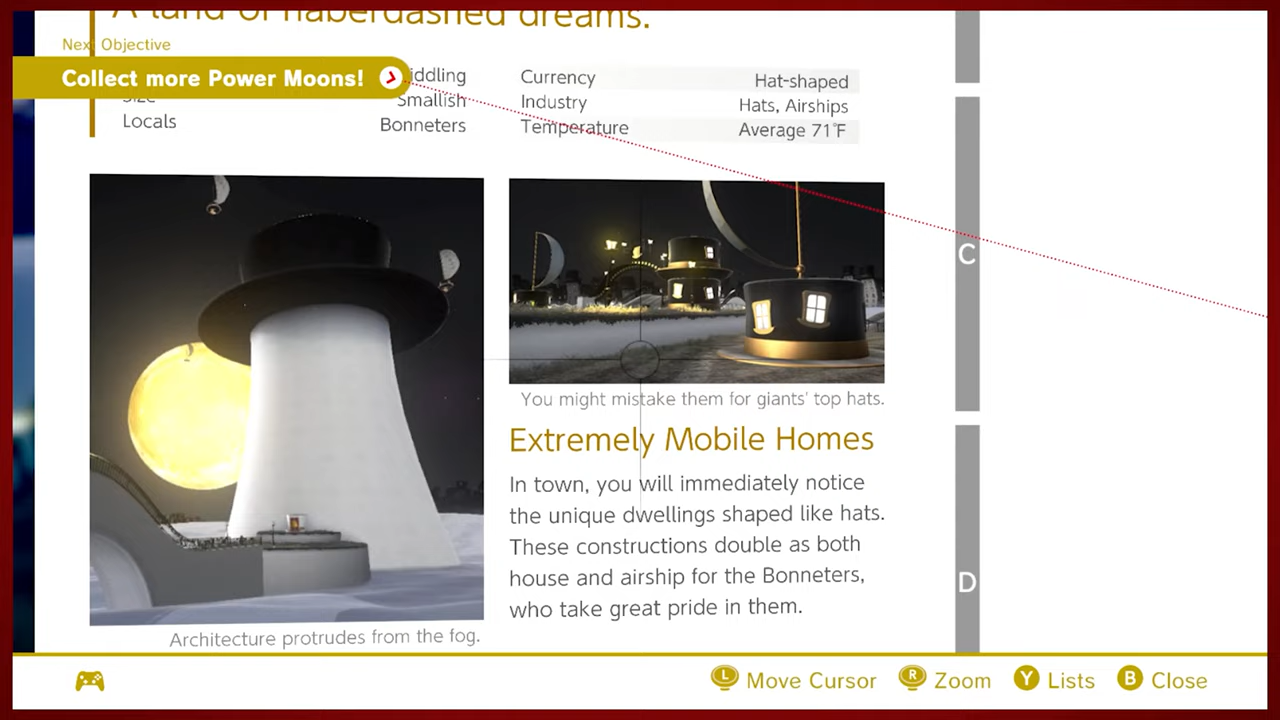 A land of haberdashed dreams.
Next Objective
Collect more Power Moons!
iddling
Size
Smallish
Locals
Bonneters
Currency
Hat-shaped
Industry
Hats, Airships
Temperature
Average 71°F
C
You might mistake them for giants' top hats.
Extremely Mobile Homes
In town, you will immediately notice
the unique dwellings shaped like hats.
These constructions double as both
house and airship for the Bonneters,
who take great pride in them.
D
Architecture protrudes from the fog.
L Move Cursor
R Zoom
Y Lists
B Close